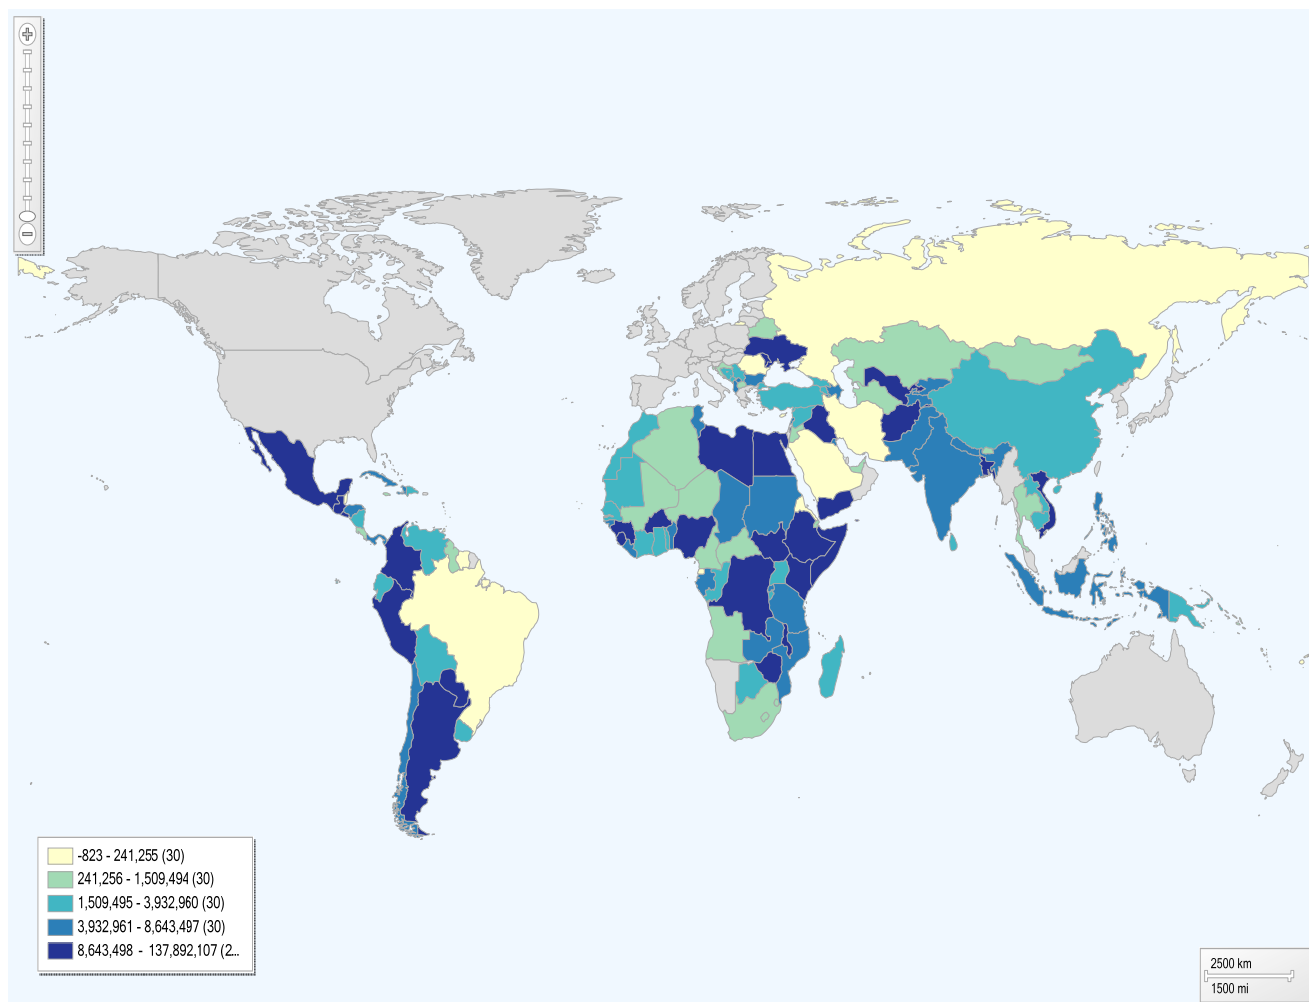 -823 - 241,255 (30)
241,256 - 1,509,494 (30)
1,509,495 - 3,932,960 (30)
3,932,961 - 8,643,497 (30)
8,643,498 - 137,892,107 (2...
2500 km
1500 mi